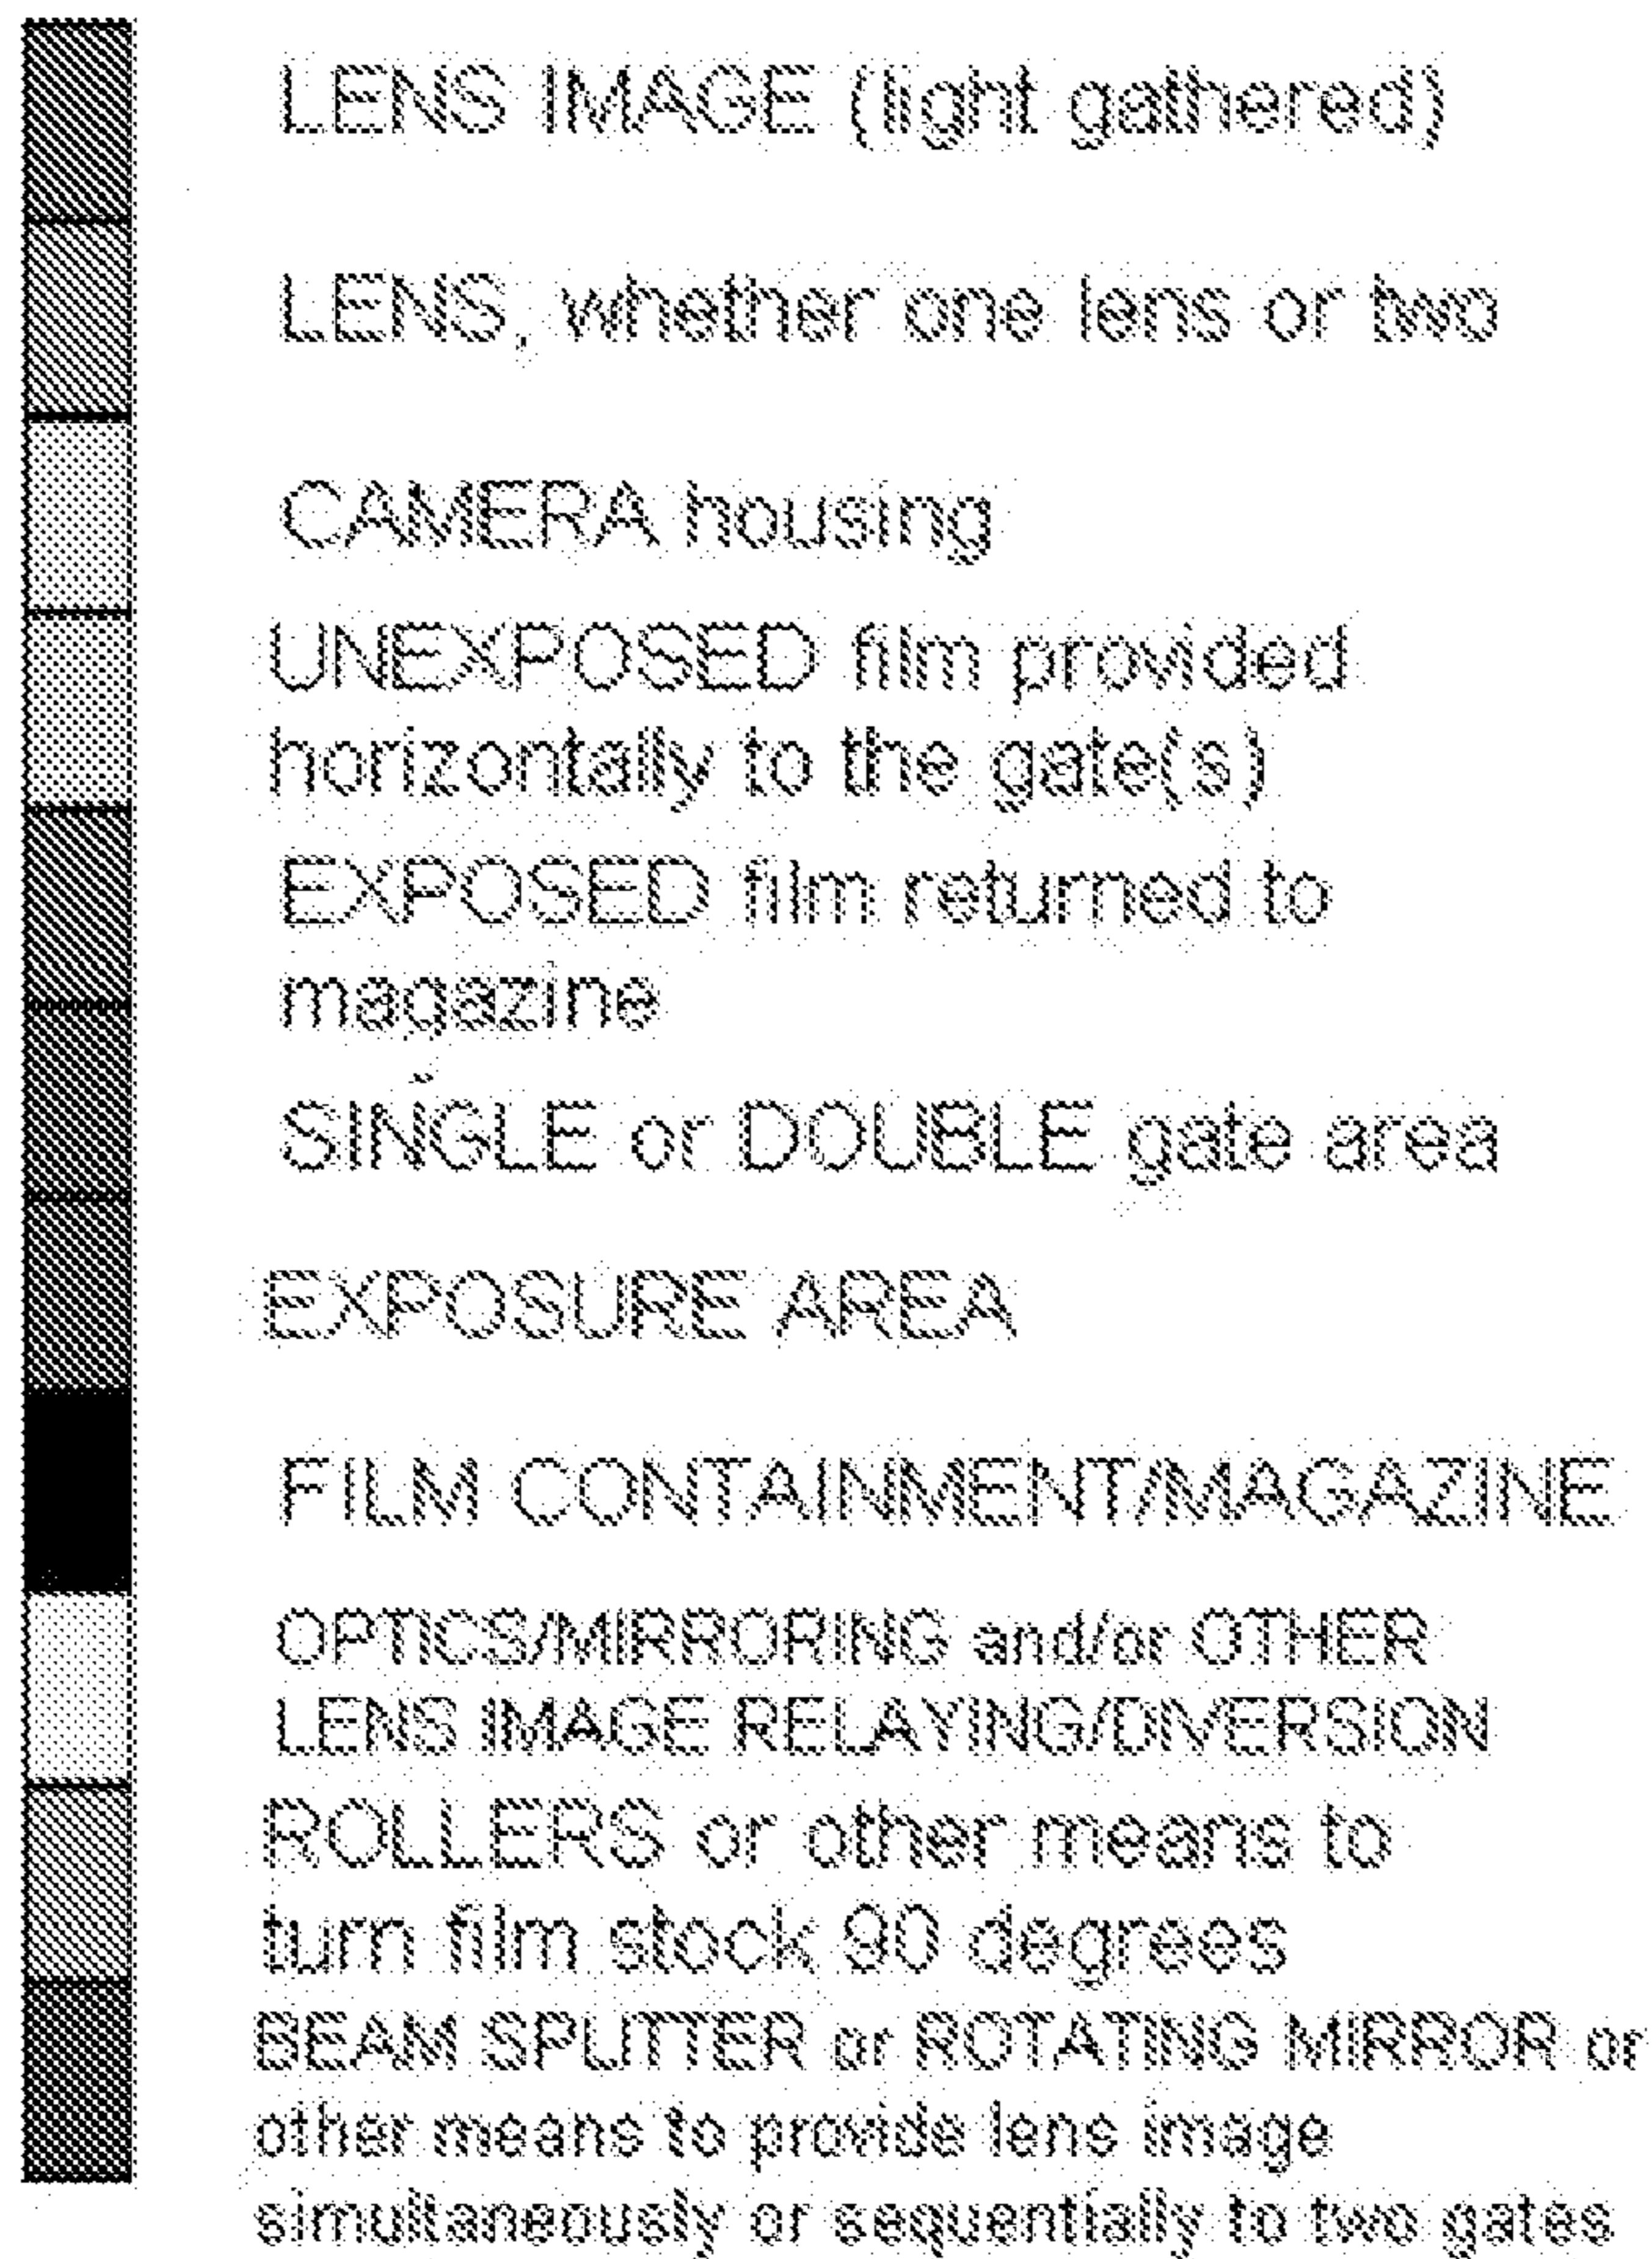 LENS IMAGE (light gathered)
LENS, whether one lens or two
CAMERA housing
UNEXPOSED film provided
horizontally to the gate(s)
EXPOSED film returned to
magazine
SINGLE or DOUBLE gate area
EXPOSURE AREA
FILM CONTAINMENT/MAGAZINE
OPTICS/MIRRORING and/or OTHER
LENS IMAGE RELAYING/DIVERSION
ROLLERS or other means to
turn film stock 90 degrees
BEAM SPLITTER or ROTATING MIRROR or
other means to provide lens image
simultaneously or sequentially to two gates